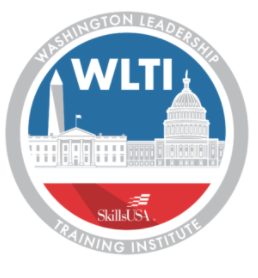 WASHINGTON LEADERSHIP
WLTI
SkillsUSA
TRAINING INSTITUTE